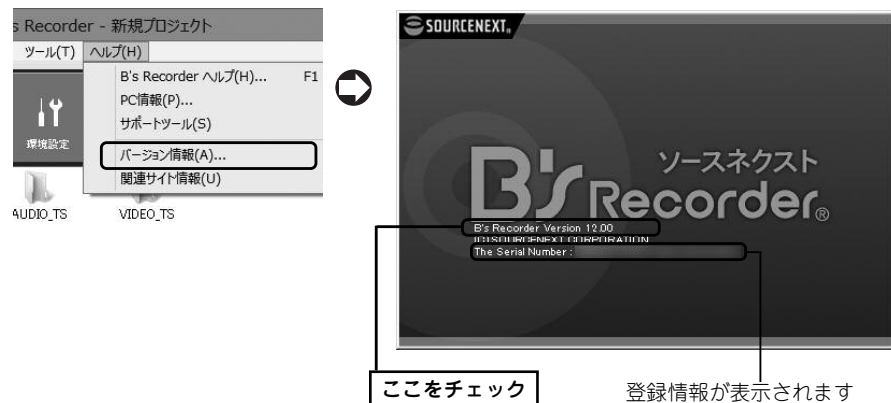 s Recorder - 新規プロジェクト
ツール(T) ヘルプ(H)
B's Recorder ヘルプ(H)... F1
PC情報(P)...
サポートツール(S)
バージョン情報(A)...
関連サイト情報(U)
環境設定
AUDIO_TS VIDEO_TS
SOURCENEXT
ソースネクスト
B's Recorder®
B's Recorder Version 12.00
(C) SOURCENEXT CORPORATION
The Serial Number :
ここをチェック
登録情報が表示されます